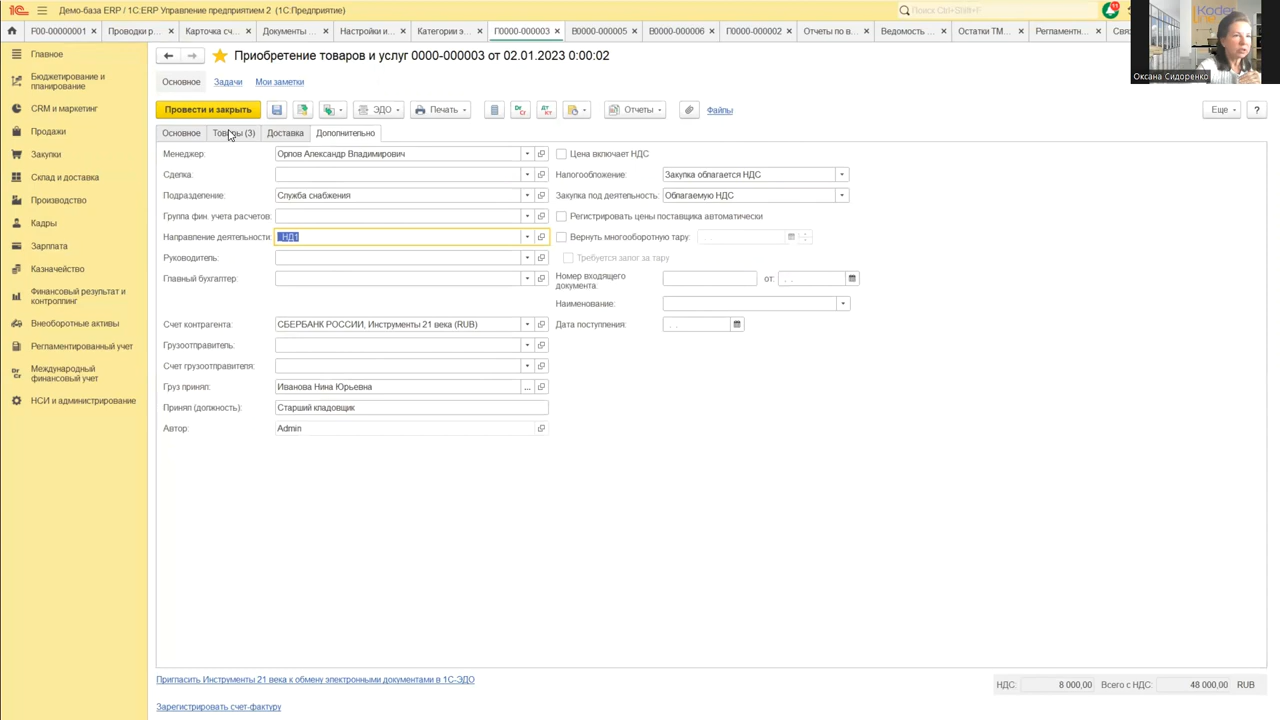 Демо-база ERP / 1С:ERP Управление предприятием 2 (1С:Предприятие)
Поиск Ctrl+Shift+F
11
F00-00000001 × Проводки р... × Карточка сч... × Документы ... × Настройки и... × Категории э... × П0000-000003 × В0000-000005 × В0000-000006 × П0000-000002 × Отчеты по в... × Ведомость ... × Остатки ТМ... × Регламентн... × Свя
Koder line
Оксана Сидоренко
Главное
Бюджетирование и
планирование
CRM и маркетинг
Продажи
Закупки
Склад и доставка
Производство
Кадры
Зарплата
Казначейство
Финансовый результат и
контроллинг
Внеоборотные активы
Регламентированный учет
Международный
финансовый учет
НСИ и администрирование
Приобретение товаров и услуг 0000-000003 от 02.01.2023 0:00:02
Основное Задачи Мои заметки
Провести и закрыть ЭДО Печать Отчеты Файлы Еще ?
Основное Товары (3) Доставка Дополнительно
Менеджер: Орлов Александр Владимирович Цена включает НДС
Сделка: Налогообложение: Закупка облагается НДС
Подразделение: Служба снабжения Закупка под деятельность: Облагаемую НДС
Группа фин. учета расчетов: Регистрировать цены поставщика автоматически
Направление деятельности: _НД1 Вернуть многооборотную тару: . .
Руководитель: Требуется залог за тару
Главный бухгалтер: Номер входящего
документа: от: . .
Наименование:
Счет контрагента: СБЕРБАНК РОССИИ, Инструменты 21 века (RUB) Дата поступления: . .
Грузоотправитель:
Счет грузоотправителя:
Груз принял: Иванова Нина Юрьевна ...
Принял (должность): Старший кладовщик
Автор: Admin
Пригласить Инструменты 21 века к обмену электронными документами в 1С-ЭДО
НДС: 8 000,00 Всего с НДС: 48 000,00 RUB
Зарегистрировать счет-фактуру